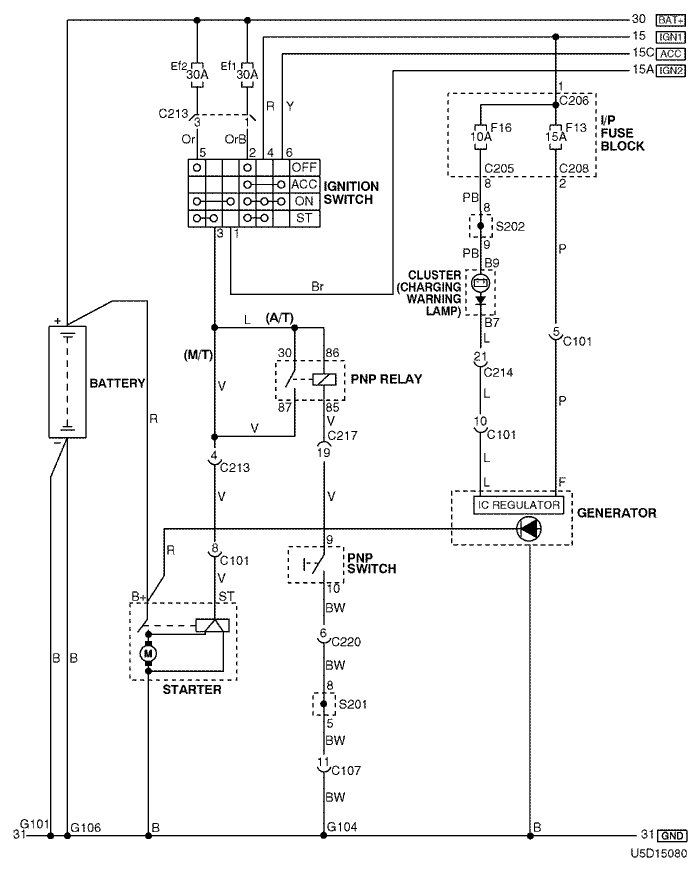 30 BAT+
15 IGN1
15C ACC
15A IGN2
Ef2 30A
Ef1 30A
R Y
C213
3 1
Or OrB
5 2 4 6
OFF
ACC
ON
ST
IGNITION SWITCH
3 1
Br
1
C206
F16 10A
F13 15A
I/P FUSE BLOCK
C205 C208
8 2
PB
8
S202
9
PB
P
B9
CLUSTER (CHARGING WARNING LAMP)
B7
L
5
C101
21
C214
L
P
10
C101
L
L F
IC REGULATOR
GENERATOR
L (A/T)
(M/T)
30 86
PNP RELAY
87 85
V
V
V
C217
19
4
C213
V
V
+
BATTERY
−
R
R
8
C101
V
B+ ST
M
STARTER
9
PNP SWITCH
10
BW
6
C220
BW
8
S201
5
BW
11
C107
BW
B B
G101
31
G106
B
G104
B
31 GND
U5D15080